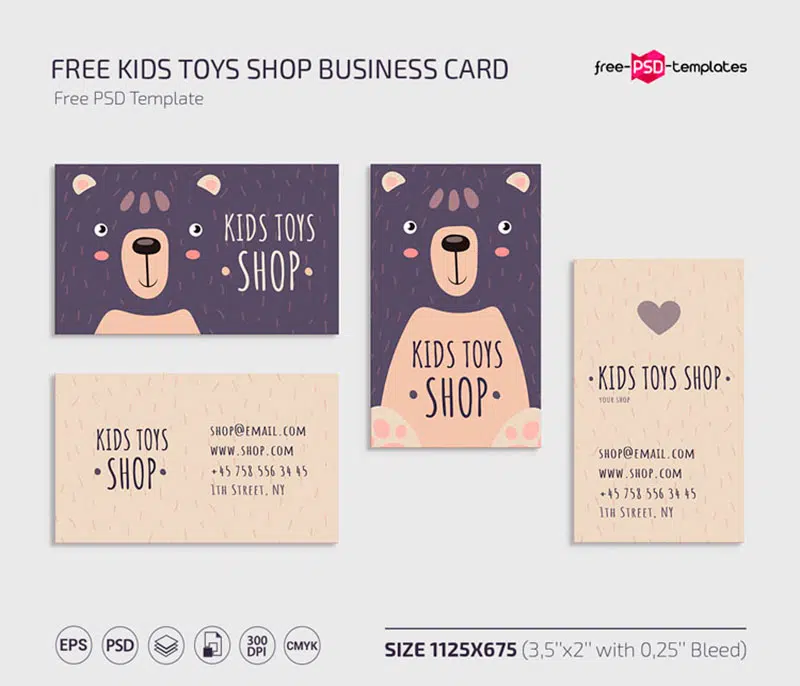 FREE KIDS TOYS SHOP BUSINESS CARD
Free PSD Template
free-PSD-templates
KIDS TOYS
•SHOP•
KIDS TOYS
•SHOP•
•KIDS TOYS SHOP•
YOUR SHOP
SHOP@EMAIL.COM
WWW.SHOP.COM
+45 758 556 34 45
1TH STREET, NY
KIDS TOYS
•SHOP•
SHOP@EMAIL.COM
WWW.SHOP.COM
+45 758 556 34 45
1TH STREET, NY
EPS
PSD
300
DPI
CMYK
SIZE 1125X675 (3,5''x2'' with 0,25'' Bleed)